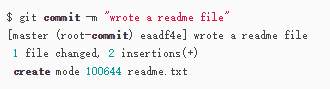 $ git commit -m "wrote a readme file"
[master (root-commit) eaadf4e] wrote a readme file
1 file changed, 2 insertions(+)
create mode 100644 readme.txt